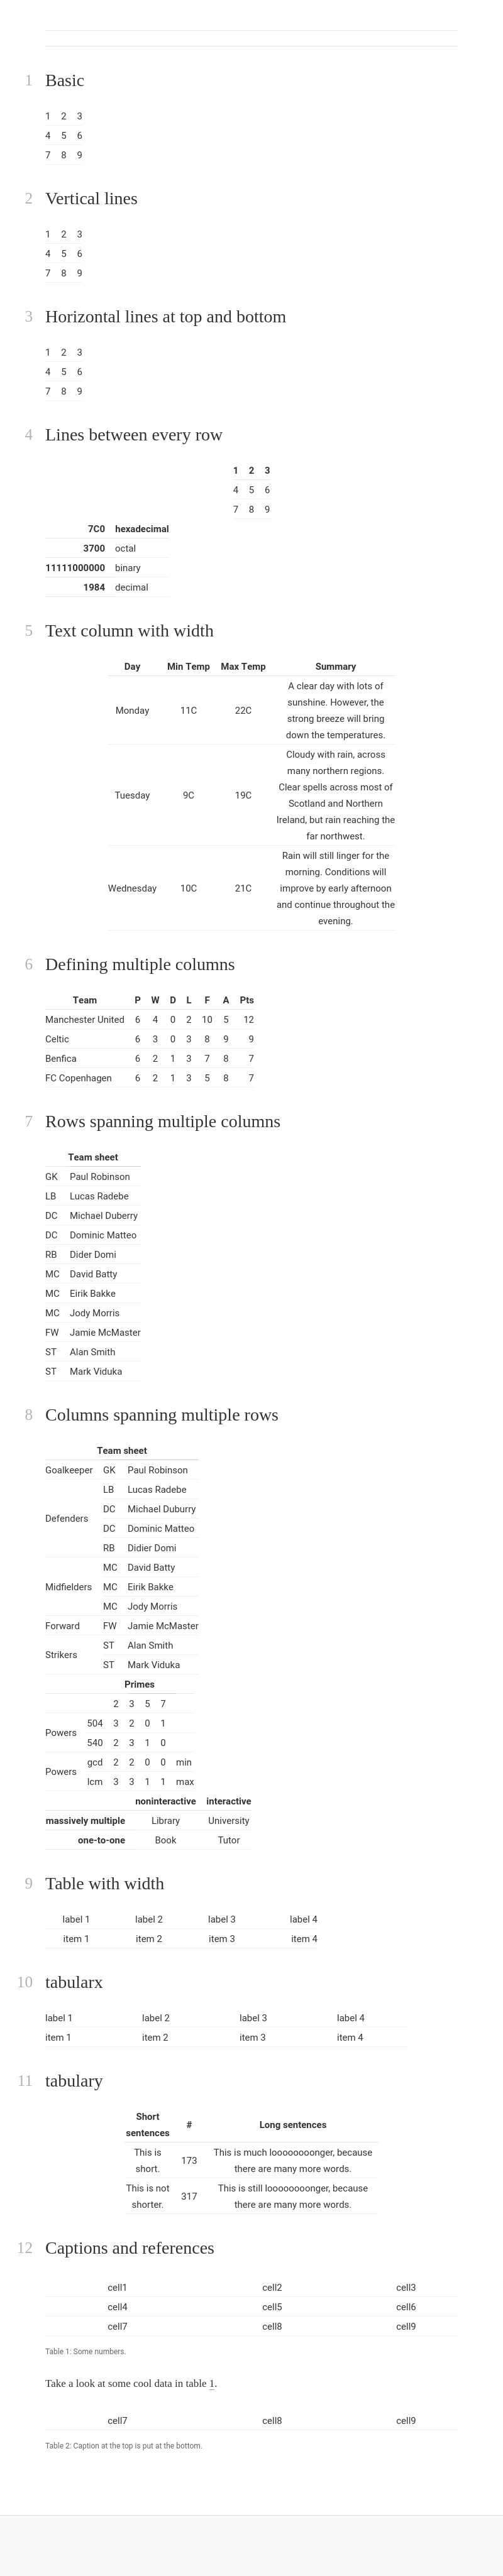 1 Basic
1 2 3
4 5 6
7 8 9
2 Vertical lines
1 2 3
4 5 6
7 8 9
3 Horizontal lines at top and bottom
1 2 3
4 5 6
7 8 9
4 Lines between every row
1 2 3
4 5 6
7 8 9
7C0 hexadecimal
3700 octal
11111000000 binary
1984 decimal
5 Text column with width
Day Min Temp Max Temp Summary
A clear day with lots of
sunshine. However, the
Monday 11C 22C
strong breeze will bring
down the temperatures.
Cloudy with rain, across
many northern regions.
Clear spells across most of
Tuesday 9C 19C
Scotland and Northern
Ireland, but rain reaching the
far northwest.
Rain will still linger for the
morning. Conditions will
Wednesday 10C 21C improve by early afternoon
and continue throughout the
evening.
6 Defining multiple columns
Team P W D L F A Pts
Manchester United 6 4 0 2 10 5 12
Celtic 6 3 0 3 8 9 9
Benfica 6 2 1 3 7 8 7
FC Copenhagen 6 2 1 3 5 8 7
7 Rows spanning multiple columns
Team sheet
GK Paul Robinson
LB Lucas Radebe
DC Michael Duberry
DC Dominic Matteo
RB Dider Domi
MC David Batty
MC Eirik Bakke
MC Jody Morris
FW Jamie McMaster
ST Alan Smith
ST Mark Viduka
8 Columns spanning multiple rows
Team sheet
Goalkeeper GK Paul Robinson
LB Lucas Radebe
DC Michael Duburry
Defenders
DC Dominic Matteo
RB Didier Domi
MC David Batty
Midfielders MC Eirik Bakke
MC Jody Morris
Forward FW Jamie McMaster
ST Alan Smith
Strikers
ST Mark Viduka
Primes
2 3 5 7
504 3 2 0 1
Powers
540 2 3 1 0
gcd 2 2 0 0 min
Powers
lcm 3 3 1 1 max
noninteractive interactive
massively multiple Library University
one-to-one Book Tutor
9 Table with width
label 1 label 2 label 3 label 4
item 1 item 2 item 3 item 4
10 tabularx
label 1 label 2 label 3 label 4
item 1 item 2 item 3 item 4
11 tabulary
Short
sentences # Long sentences
This is
short. 173 This is much loooooooonger, because
there are many more words.
This is not
shorter. 317 This is still loooooooonger, because
there are many more words.
12 Captions and references
cell1 cell2 cell3
cell4 cell5 cell6
cell7 cell8 cell9
Table 1: Some numbers.
Take a look at some cool data in table 1.
cell7 cell8 cell9
Table 2: Caption at the top is put at the bottom.